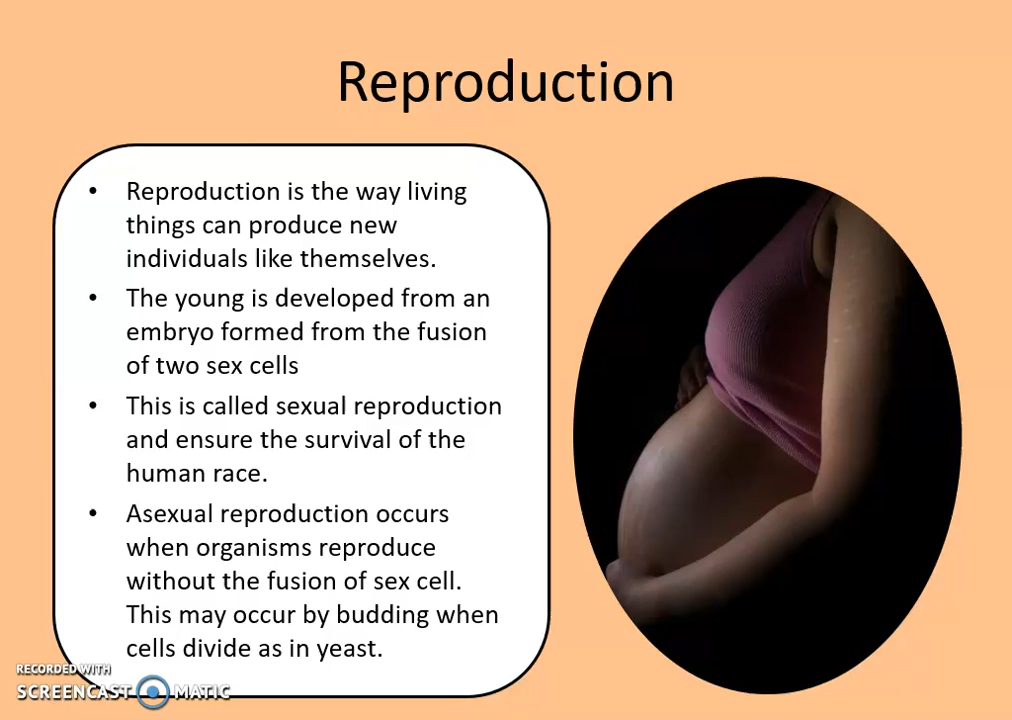 Reproduction
• Reproduction is the way living
things can produce new
individuals like themselves.
• The young is developed from an
embryo formed from the fusion
of two sex cells
• This is called sexual reproduction
and ensure the survival of the
human race.
• Asexual reproduction occurs
when organisms reproduce
without the fusion of sex cell.
This may occur by budding when
cells divide as in yeast.
RECORDED WITH
SCREENCAST MATIC